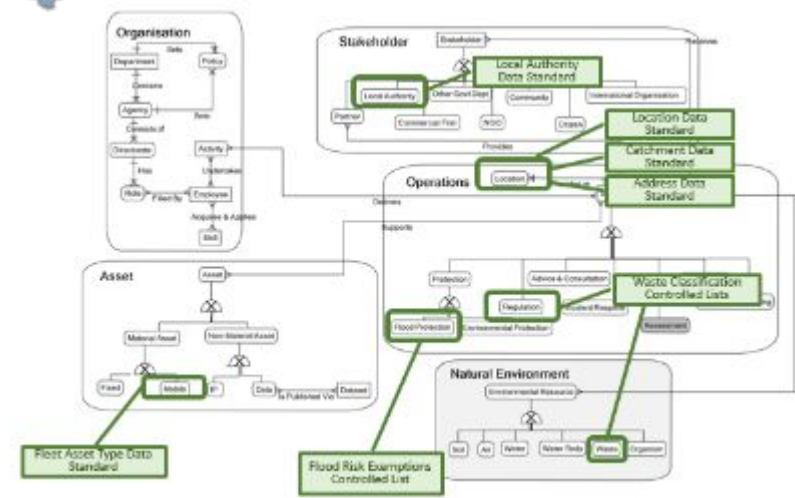 Organisation
Department
Sets
Policy
Agency
Sets
Consists of
Directorate
Has
Role
Filled By
Activity
Undertakes
Employee
Acquires & Applies
Skill
Stakeholder
Stakeholder
Receives
Local Authority
Local Authority
Data Standard
Other Govt Dept
Community
International Organisation
Partner
Commercial Firm
NGO
Citizen
Provides
Location Data
Standard
Catchment Data
Standard
Address Data
Standard
Operations
Location
Delivers
Supports
Protection
Advice & Consultation
Regulation
Incident Response
Waste Classification
Controlled Lists
Flood Protection
Environmental Protection
Assessment
Asset
Asset
Material Asset
Non-Material Asset
Fixed
Mobile
IP
Data
Is Published Via
Dataset
Natural Environment
Environmental Resource
Soil
Air
Water
Water Body
Waste
Organism
Fleet Asset Type Data
Standard
Flood Risk Exemptions
Controlled List